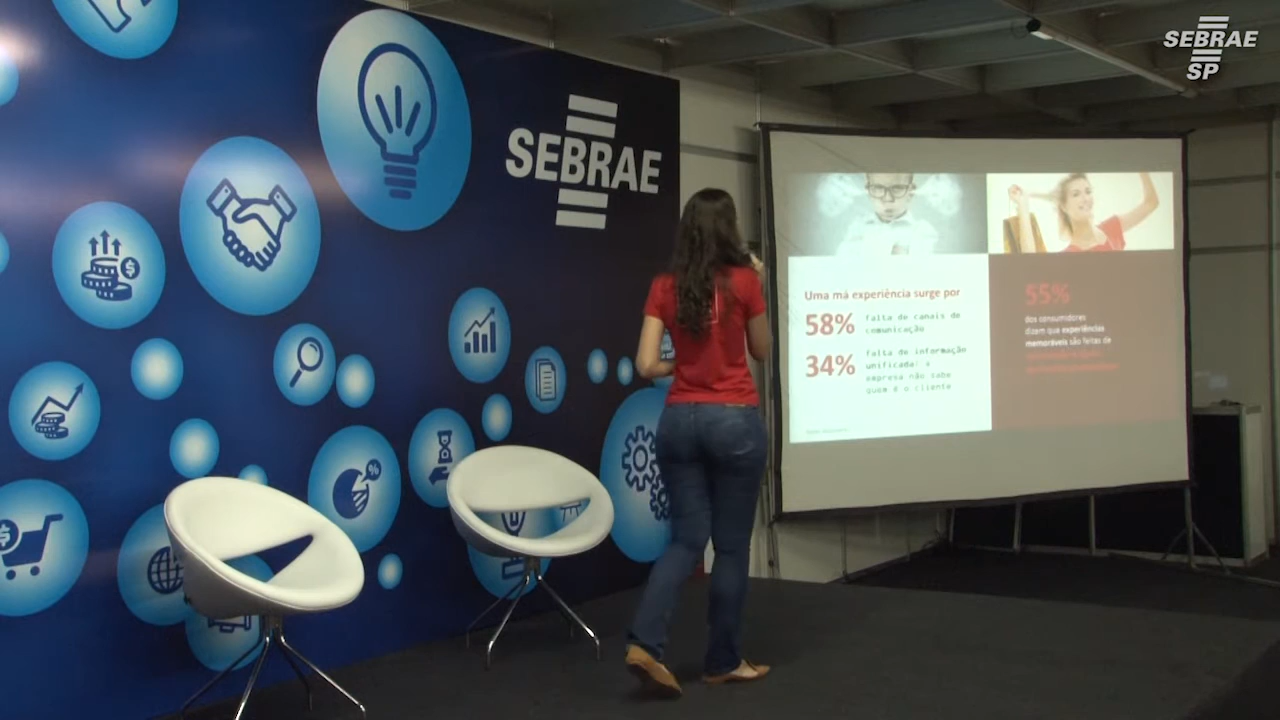 SEBRAE
SP
SEBRAE
Uma má experiência surge por
58%
falta de canais de
comunicação
34%
falta de informação
unificada: a
empresa não sabe
quem é o cliente
55%
dos consumidores
dizem que experiências
memoráveis são feitas de